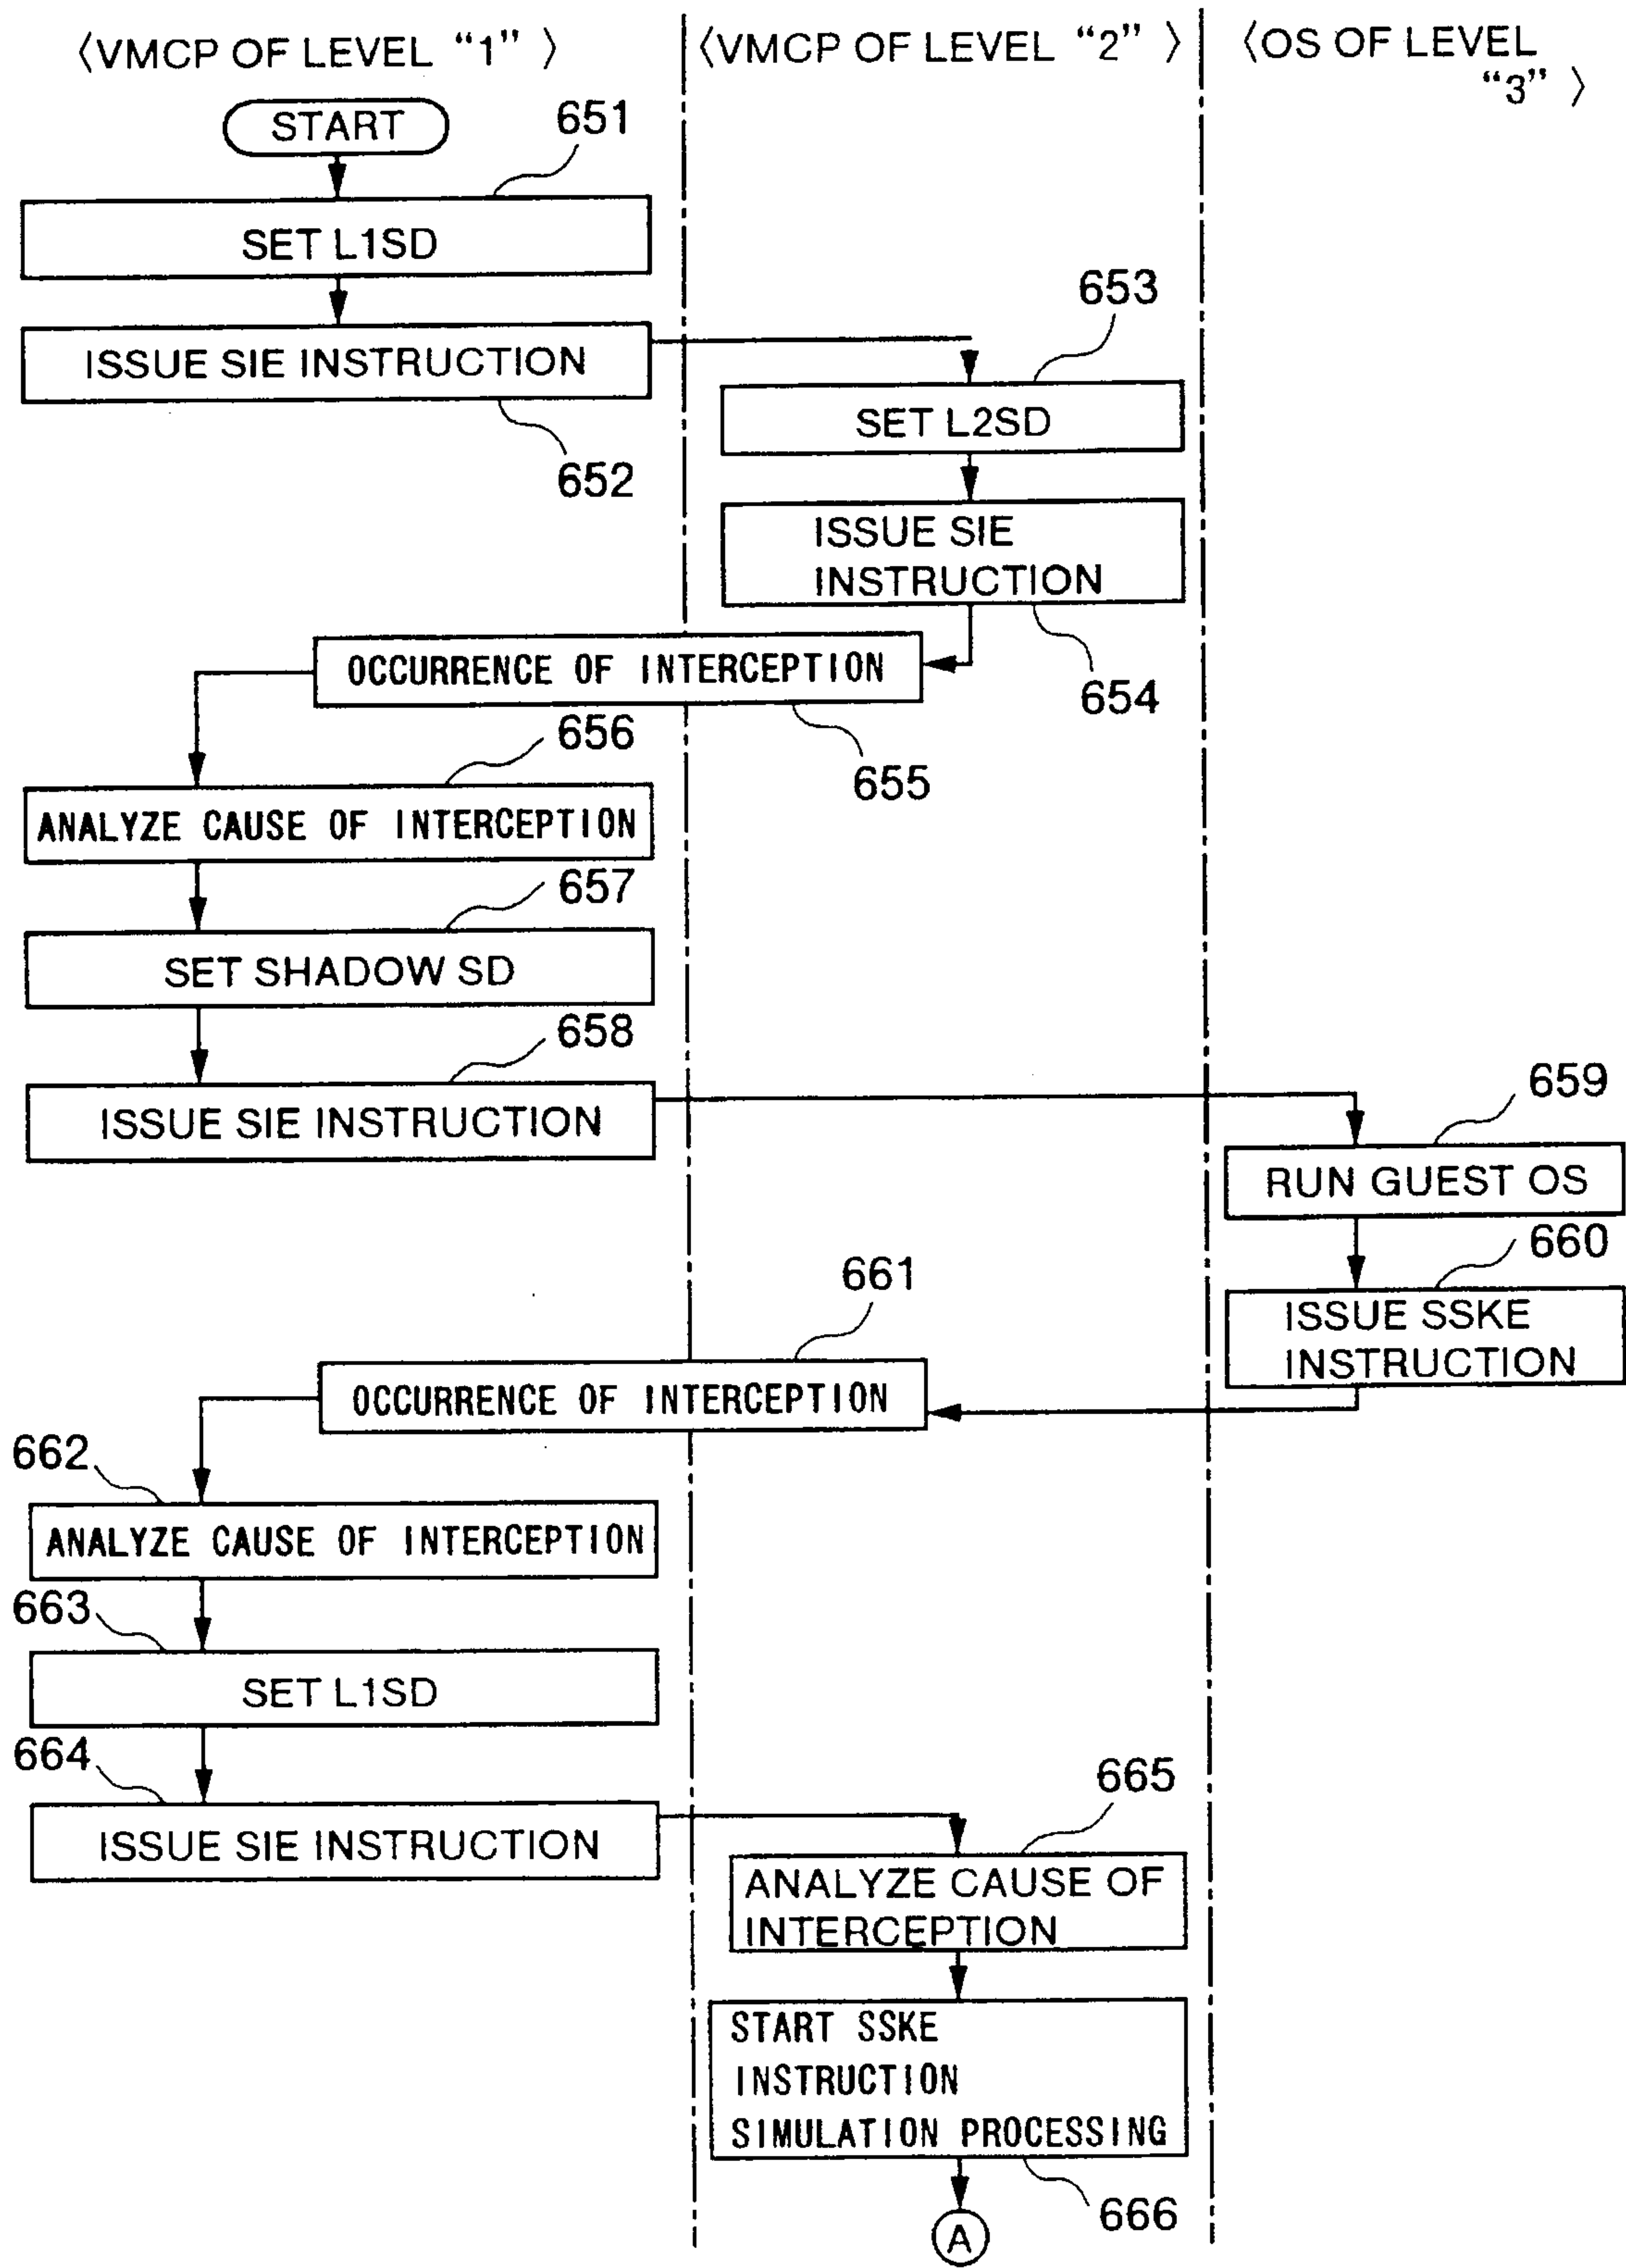 〈VMCP OF LEVEL “1” 〉
〈VMCP OF LEVEL “2” 〉
〈OS OF LEVEL
“3” 〉
START
651
SET L1SD
ISSUE SIE INSTRUCTION
652
653
SET L2SD
ISSUE SIE
INSTRUCTION
654
OCCURRENCE OF INTERCEPTION
655
656
ANALYZE CAUSE OF INTERCEPTION
657
SET SHADOW SD
658
ISSUE SIE INSTRUCTION
659
RUN GUEST OS
660
ISSUE SSKE
INSTRUCTION
661
OCCURRENCE OF INTERCEPTION
662
ANALYZE CAUSE OF INTERCEPTION
663
SET L1SD
664
ISSUE SIE INSTRUCTION
665
ANALYZE CAUSE OF
INTERCEPTION
START SSKE
INSTRUCTION
SIMULATION PROCESSING
666
A